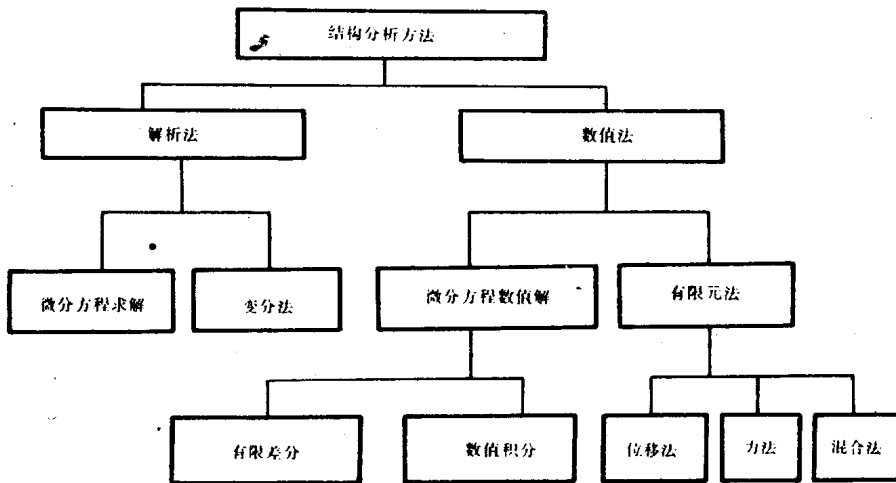 结构分析方法
解析法
数值法
微分方程求解
变分法
微分方程数值解
有限元法
有限差分
数值积分
位移法
力法
混合法